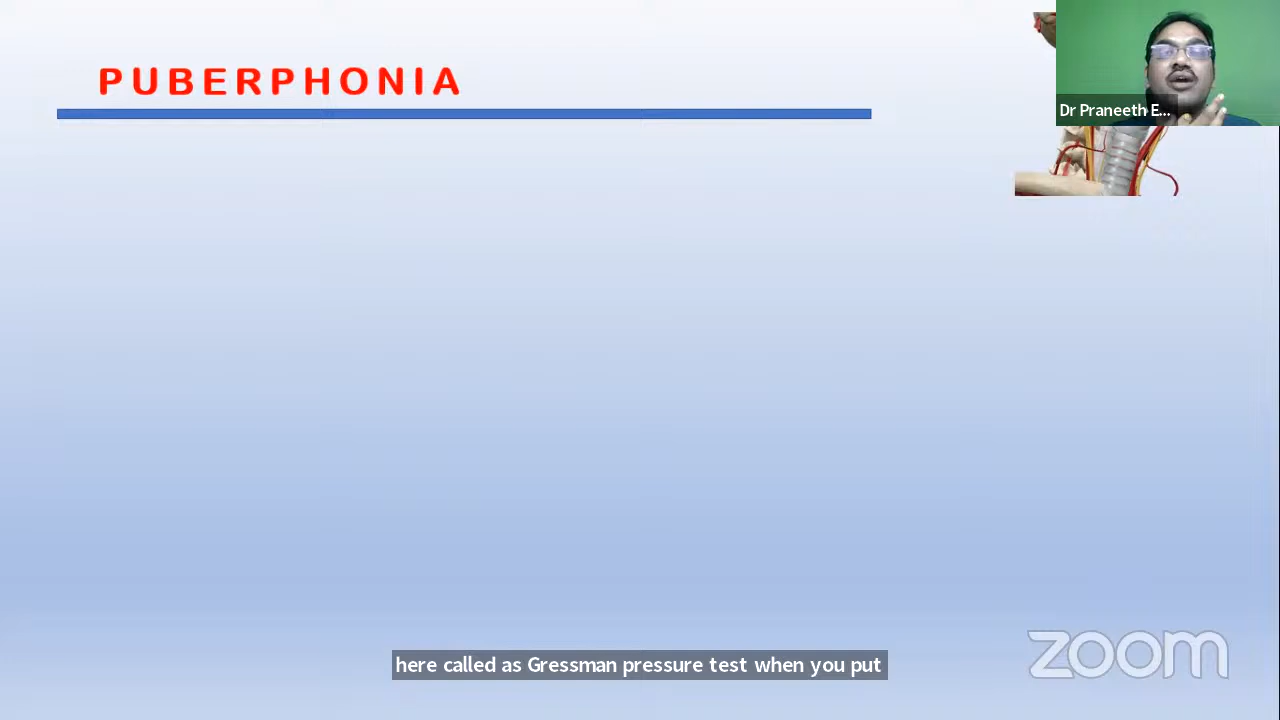 PUBERPHONIA
Dr Praneeth E...
here called as Gressman pressure test when you put
zoom